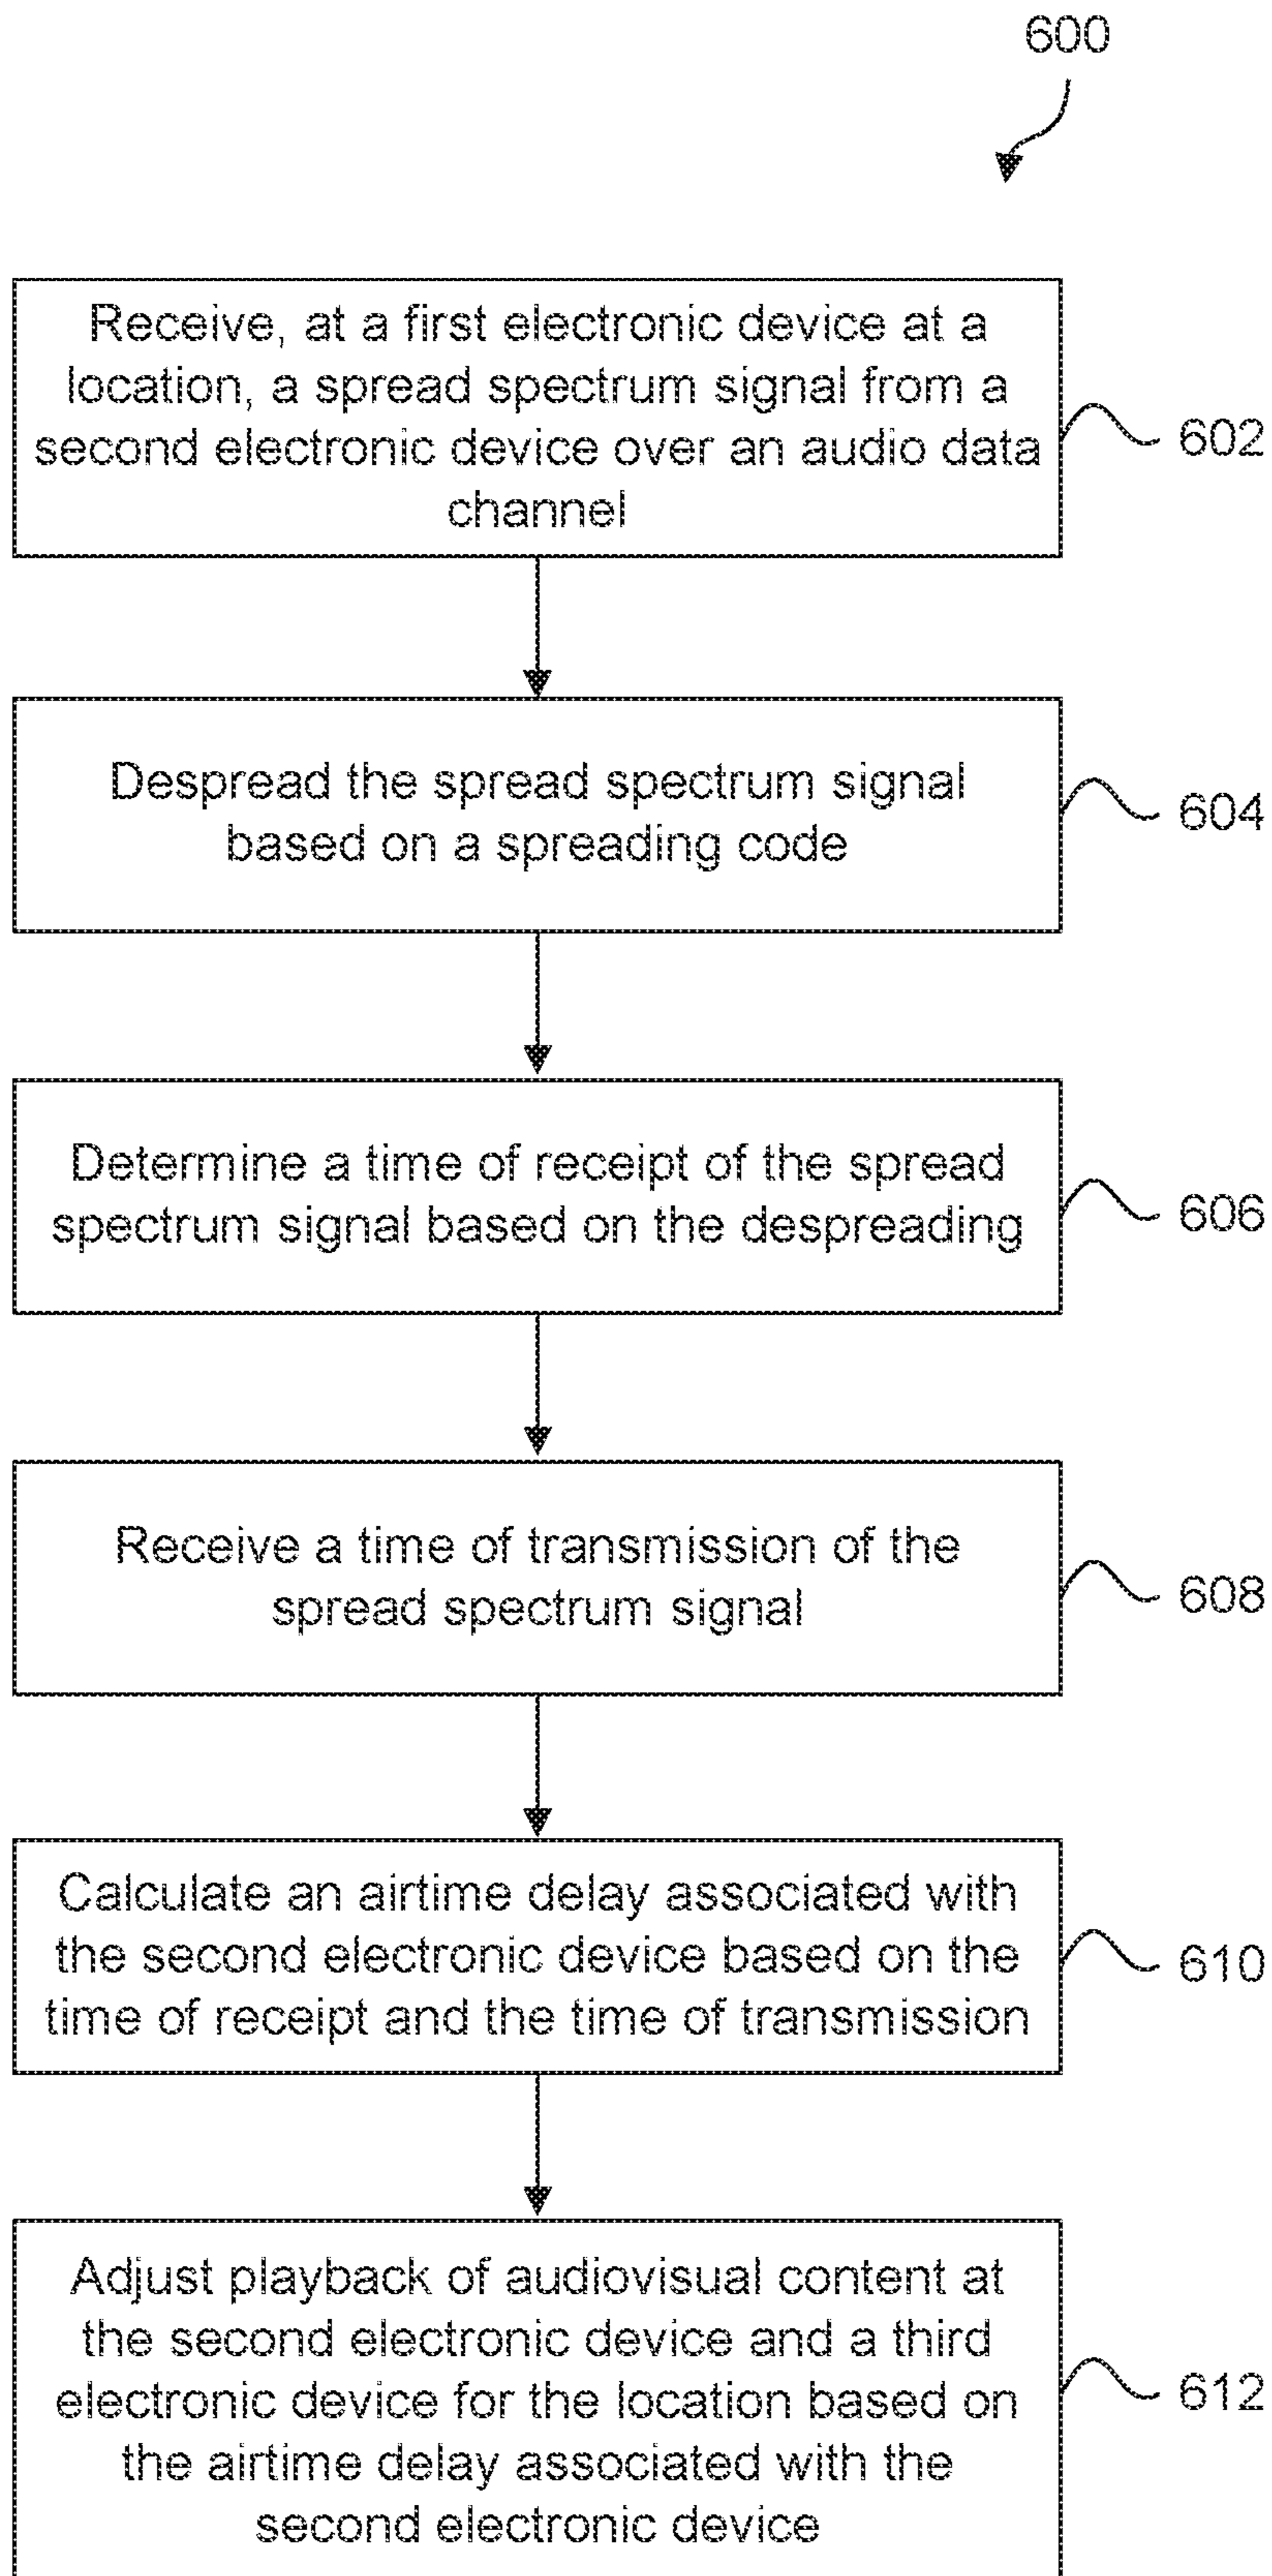 600
Receive, at a first electronic device at a
location, a spread spectrum signal from a
second electronic device over an audio data
channel
602
Despread the spread spectrum signal
based on a spreading code
604
Determine a time of receipt of the spread
spectrum signal based on the despreading
606
Receive a time of transmission of the
spread spectrum signal
608
Calculate an airtime delay associated with
the second electronic device based on the
time of receipt and the time of transmission
610
Adjust playback of audiovisual content at
the second electronic device and a third
electronic device for the location based on
the airtime delay associated with the
second electronic device
612